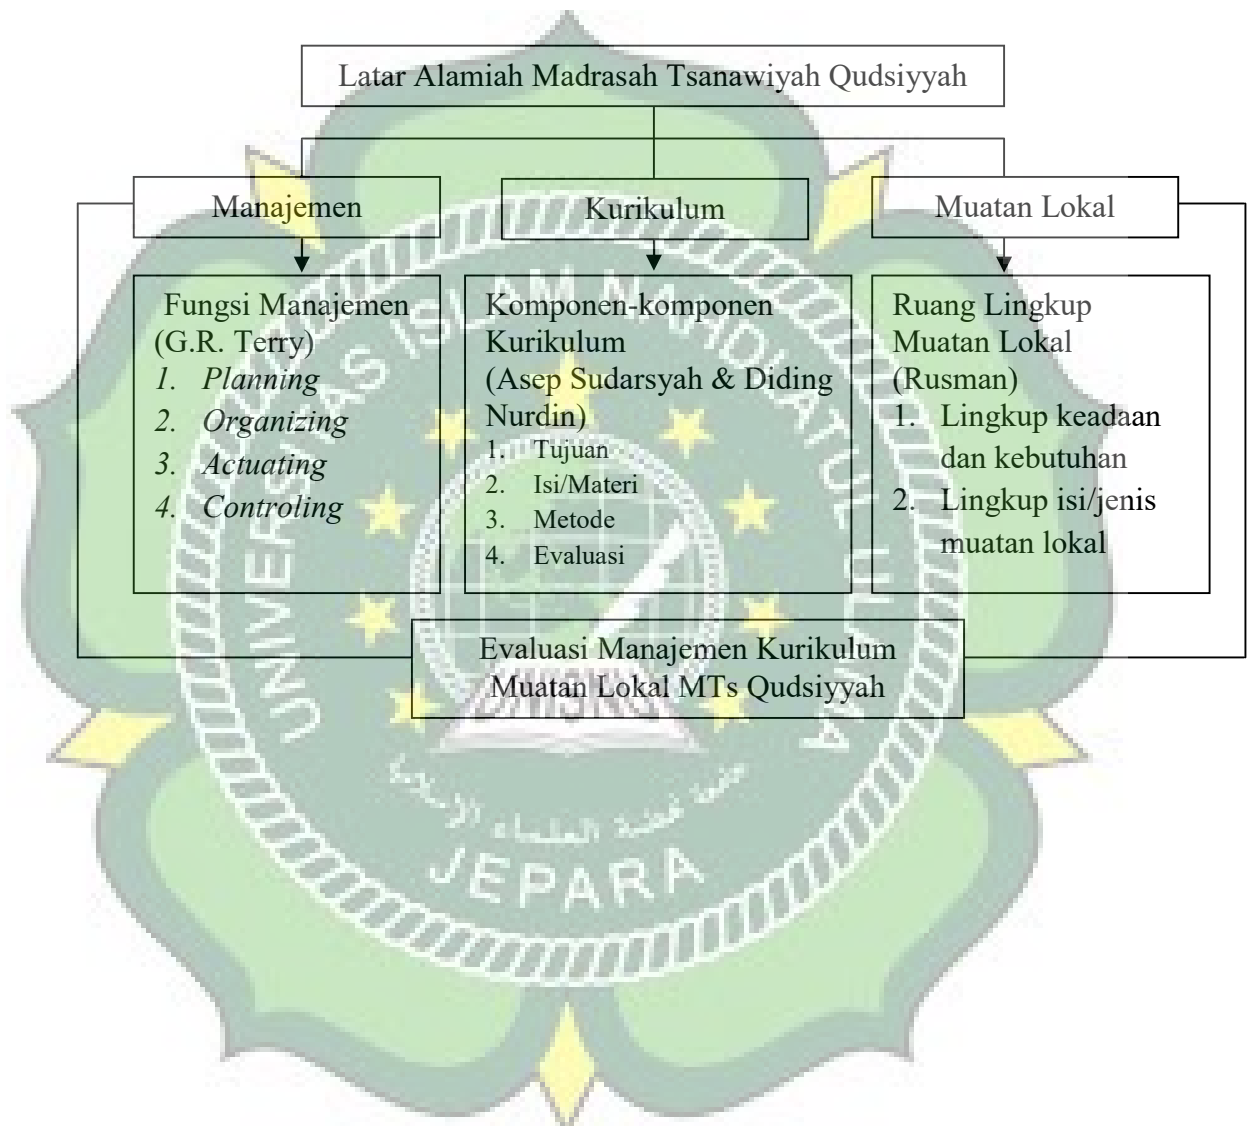 Latar Alamiah Madrasah Tsanawiyah Qudsiyyah
Manajemen
Kurikulum
Muatan Lokal
Fungsi Manajemen
(G.R. Terry)
1. Planning
2. Organizing
3. Actuating
4. Controling
Komponen-komponen
Kurikulum
(Asep Sudarsyah & Diding
Nurdin)
1. Tujuan
2. Isi/Materi
3. Metode
4. Evaluasi
Ruang Lingkup
Muatan Lokal
(Rusman)
1. Lingkup keadaan
dan kebutuhan
2. Lingkup isi/jenis
muatan lokal
Evaluasi Manajemen Kurikulum
Muatan Lokal MTs Qudsiyyah
UNIVERSITAS ISLAM NAHDLATUL ULAMA
JEPARA